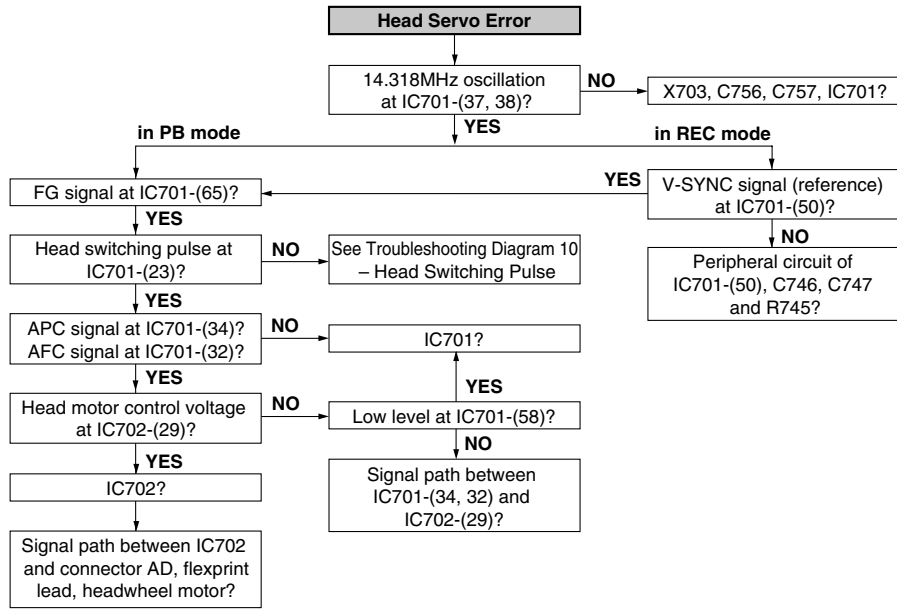 Head Servo Error
14.318MHz oscillation
at IC701-(37, 38)?
NO
X703, C756, C757, IC701?
YES
in PB mode
in REC mode
FG signal at IC701-(65)?
YES
V-SYNC signal (reference)
at IC701-(50)?
YES
NO
Head switching pulse at
IC701-(23)?
NO
See Troubleshooting Diagram 10
– Head Switching Pulse
Peripheral circuit of
IC701-(50), C746, C747
and R745?
YES
APC signal at IC701-(34)?
AFC signal at IC701-(32)?
NO
IC701?
YES
YES
Head motor control voltage
at IC702-(29)?
NO
Low level at IC701-(58)?
YES
NO
IC702?
Signal path between
IC701-(34, 32) and
IC702-(29)?
Signal path between IC702
and connector AD, flexprint
lead, headwheel motor?